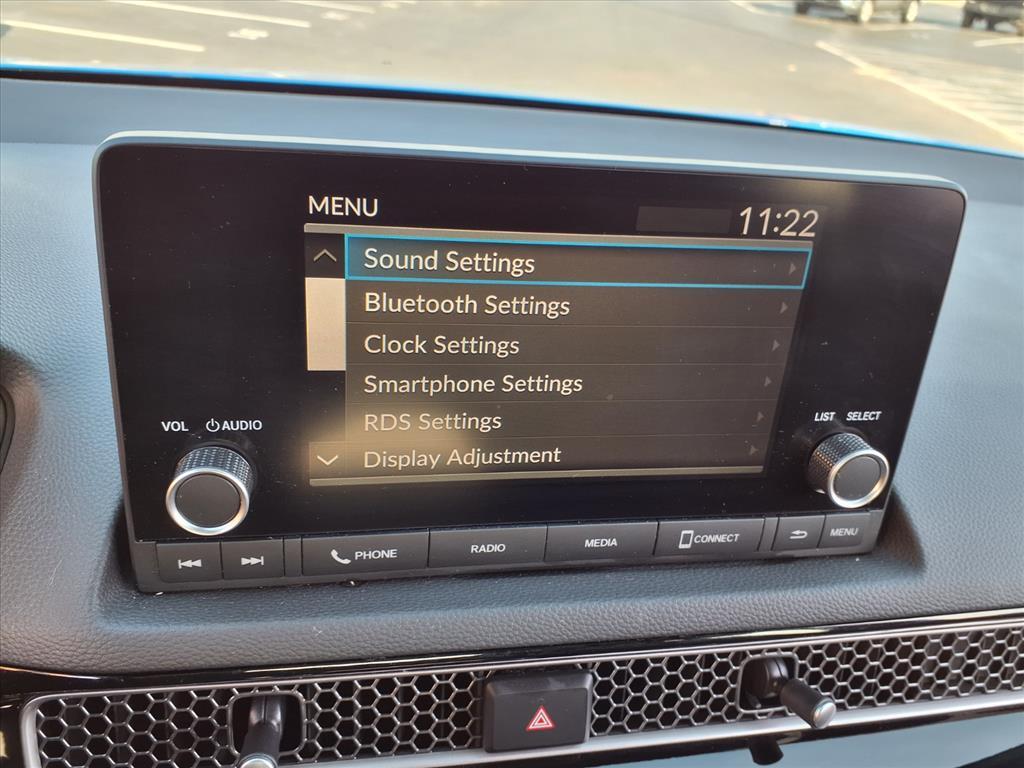 MENU
11:22
Sound Settings
Bluetooth Settings
Clock Settings
Smartphone Settings
RDS Settings
Display Adjustment
VOL AUDIO
LIST SELECT
PHONE
RADIO
MEDIA
CONNECT
MENU